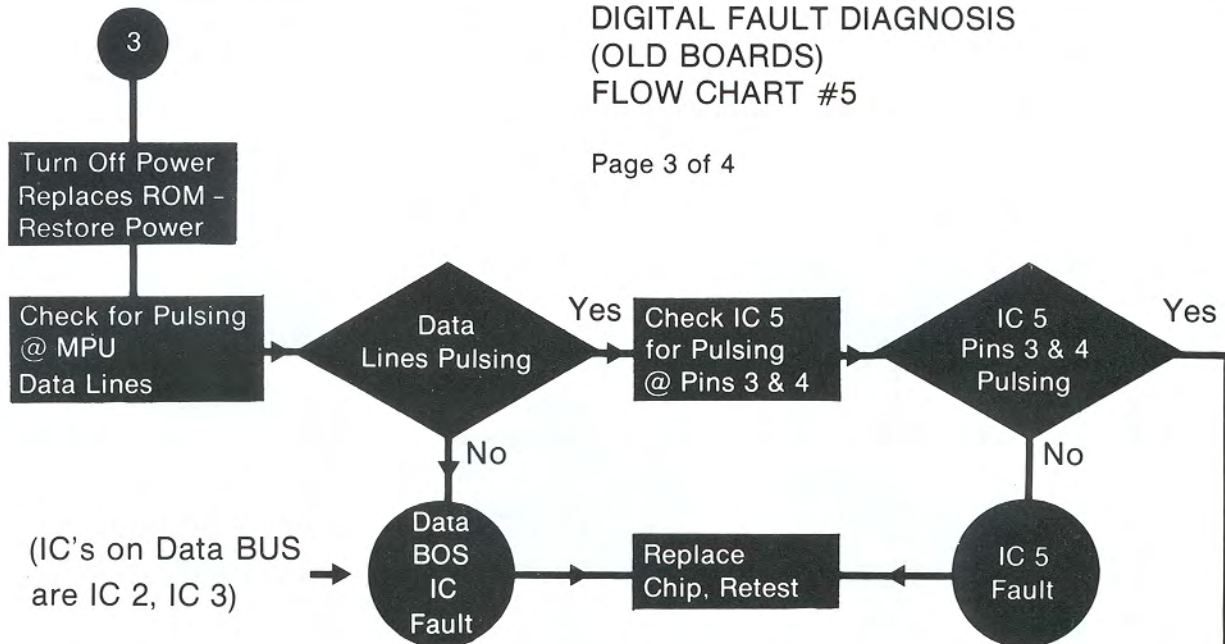 3
DIGITAL FAULT DIAGNOSIS
(OLD BOARDS)
FLOW CHART #5
Page 3 of 4
Turn Off Power
Replaces ROM –
Restore Power
Check for Pulsing
@ MPU
Data Lines
Data
Lines Pulsing
Yes
Check IC 5
for Pulsing
@ Pins 3 & 4
IC 5
Pins 3 & 4
Pulsing
Yes
No
No
(IC's on Data BUS
are IC 2, IC 3)
Data
BOS
IC
Fault
Replace
Chip, Retest
IC 5
Fault